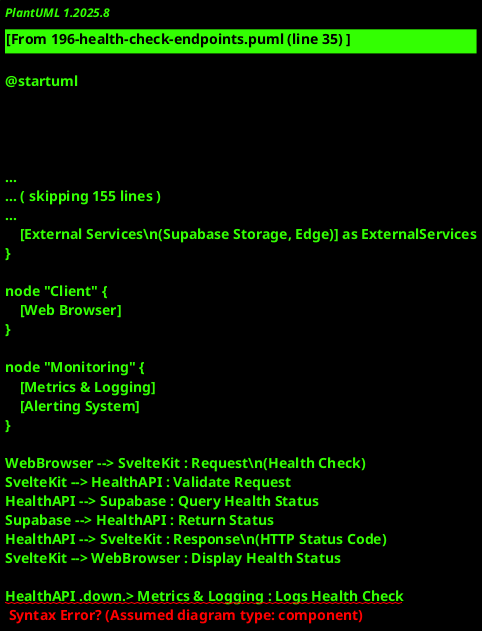 PlantUML 1.2025.8
[From 196-health-check-endpoints.puml (line 35) ]
@startuml
...
... ( skipping 155 lines )
...
[External Services\n(Supabase Storage, Edge)] as ExternalServices
}
node "Client" {
[Web Browser]
}
node "Monitoring" {
[Metrics & Logging]
[Alerting System]
}
WebBrowser --> SvelteKit : Request\n(Health Check)
SvelteKit --> HealthAPI : Validate Request
HealthAPI --> Supabase : Query Health Status
Supabase --> HealthAPI : Return Status
HealthAPI --> SvelteKit : Response\n(HTTP Status Code)
SvelteKit --> WebBrowser : Display Health Status
HealthAPI .down.> Metrics & Logging : Logs Health Check
Syntax Error? (Assumed diagram type: component)